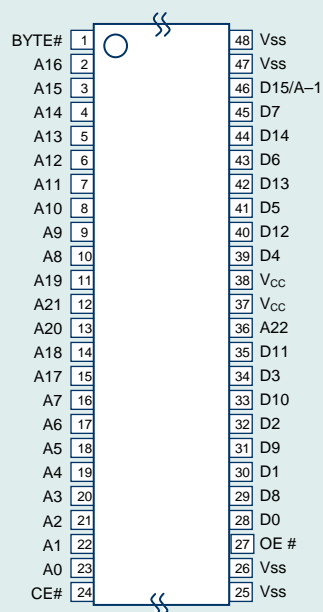 BYTE# 1 48 Vss
A16 2 47 Vss
A15 3 46 D15/A–1
A14 4 45 D7
A13 5 44 D14
A12 6 43 D6
A11 7 42 D13
A10 8 41 D5
A9 9 40 D12
A8 10 39 D4
A19 11 38 VCC
A21 12 37 VCC
A20 13 36 A22
A18 14 35 D11
A17 15 34 D3
A7 16 33 D10
A6 17 32 D2
A5 18 31 D9
A4 19 30 D1
A3 20 29 D8
A2 21 28 D0
A1 22 27 OE #
A0 23 26 Vss
CE# 24 25 Vss